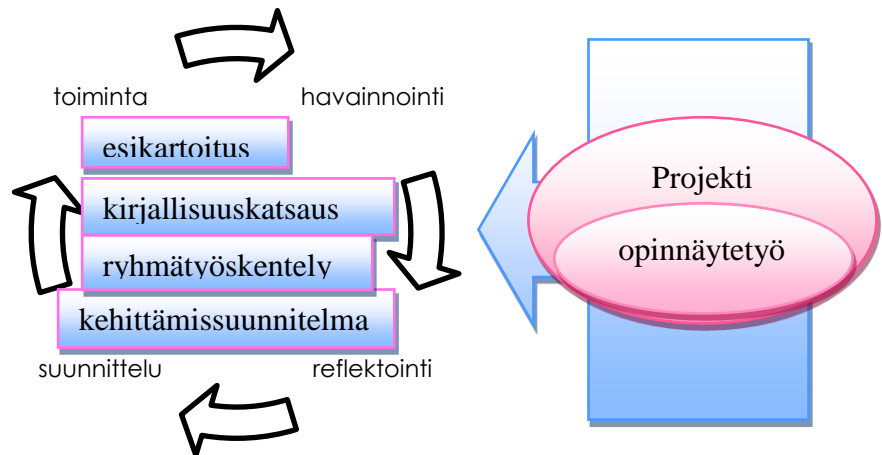 toiminta
havainnointi
esikartoitus
kirjallisuuskatsaus
ryhmätyöskentely
kehittämissuunnitelma
suunnittelu
reflektointi
Projekti
opinnäytetyö